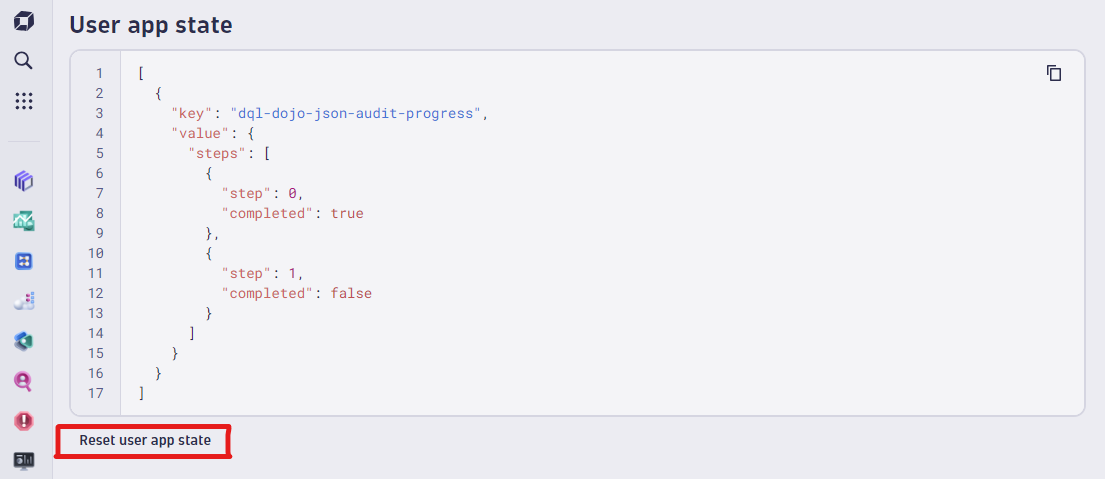 User app state
1 [
2 {
3 "key": "dql-dojo-json-audit-progress",
4 "value": {
5 "steps": [
6 {
7 "step": 0,
8 "completed": true
9 },
10 {
11 "step": 1,
12 "completed": false
13 }
14 ]
15 }
16 }
17 ]
Reset user app state